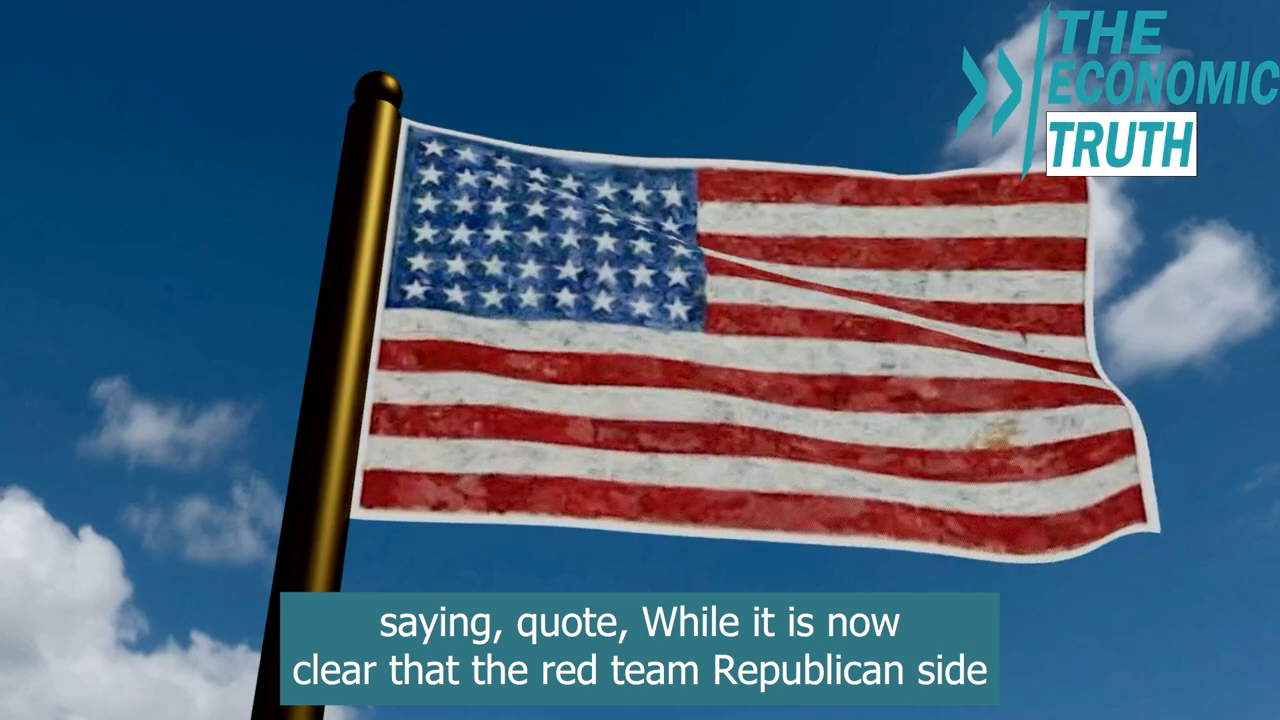 THE
ECONOMIC
TRUTH
saying, quote, While it is now
clear that the red team Republican side